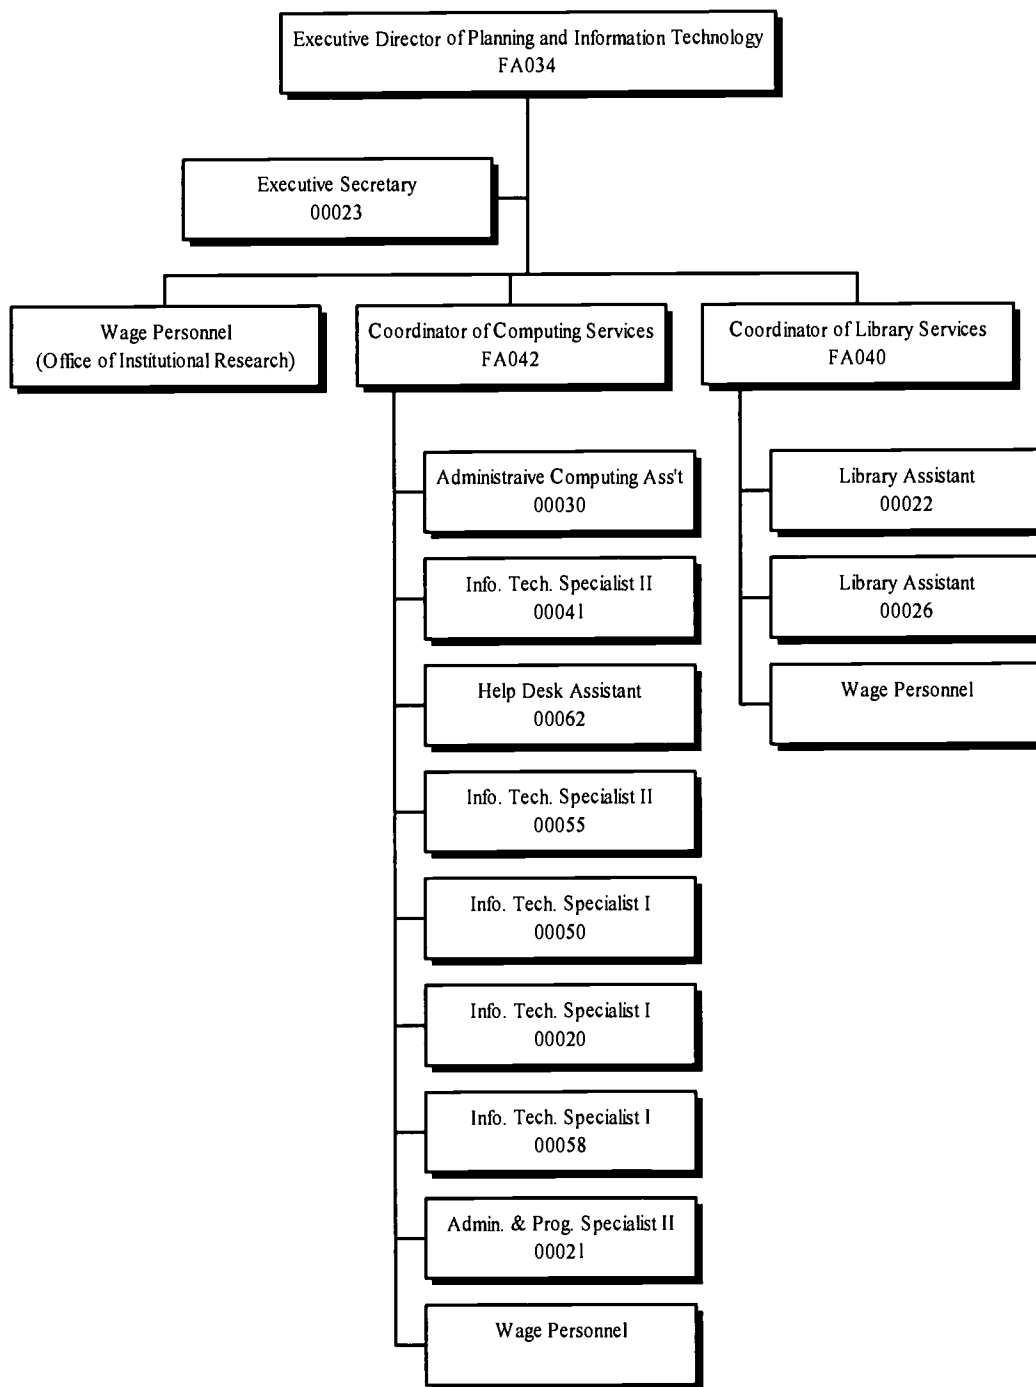 Executive Director of Planning and Information Technology
FA034
Executive Secretary
00023
Wage Personnel
(Office of Institutional Research)
Coordinator of Computing Services
FA042
Coordinator of Library Services
FA040
Administraive Computing Ass't
00030
Info. Tech. Specialist II
00041
Help Desk Assistant
00062
Info. Tech. Specialist II
00055
Info. Tech. Specialist I
00050
Info. Tech. Specialist I
00020
Info. Tech. Specialist I
00058
Admin. & Prog. Specialist II
00021
Wage Personnel
Library Assistant
00022
Library Assistant
00026
Wage Personnel